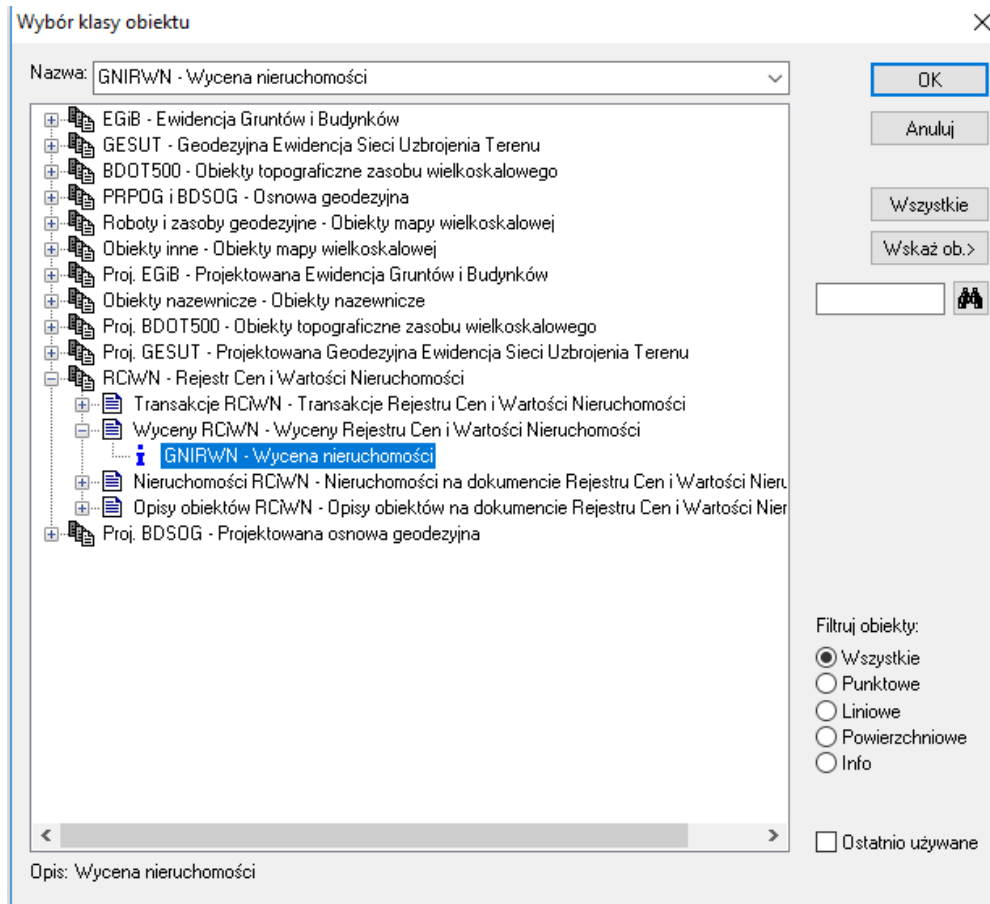 Wybór klasy obiektu
Nazwa: GNIRWN - Wycena nieruchomości
OK
EGiB - Ewidencja Gruntów i Budynków
Anuluj
GESUT - Geodezyjna Ewidencja Sieci Uzbrojenia Terenu
BDOT500 - Obiekty topograficzne zasobu wielkoskalowego
PRPOG i BDSOG - Osnowa geodezyjna
Wszystkie
Roboty i zasoby geodezyjne - Obiekty mapy wielkoskalowej
Obiekty inne - Obiekty mapy wielkoskalowej
Wskaż ob.>
Proj. EGiB - Projektowana Ewidencja Gruntów i Budynków
Obiekty nazewnicze - Obiekty nazewnicze
Proj. BDOT500 - Obiekty topograficzne zasobu wielkoskalowego
Proj. GESUT - Projektowana Geodezyjna Ewidencja Sieci Uzbrojenia Terenu
RCiWN - Rejestr Cen i Wartości Nieruchomości
Transakcje RCiWN - Transakcje Rejestru Cen i Wartości Nieruchomości
Wyceny RCiWN - Wyceny Rejestru Cen i Wartości Nieruchomości
GNIRWN - Wycena nieruchomości
Nieruchomości RCiWN - Nieruchomości na dokumencie Rejestru Cen i Wartości Nieru
Opisy obiektów RCiWN - Opisy obiektów na dokumencie Rejestru Cen i Wartości Nier
Proj. BDSOG - Projektowana osnowa geodezyjna
Filtruj obiekty:
Wszystkie
Punktowe
Liniowe
Powierzchniowe
Info
Ostatnio używane
Opis: Wycena nieruchomości